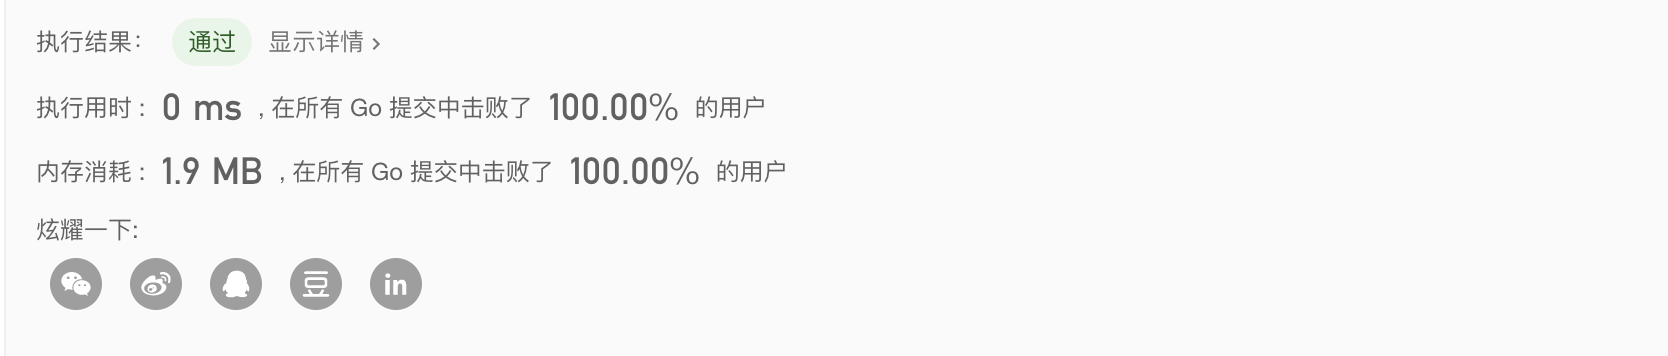 执行结果： 通过 显示详情 >
执行用时 : 0 ms , 在所有 Go 提交中击败了 100.00% 的用户
内存消耗 : 1.9 MB , 在所有 Go 提交中击败了 100.00% 的用户
炫耀一下:
豆 in